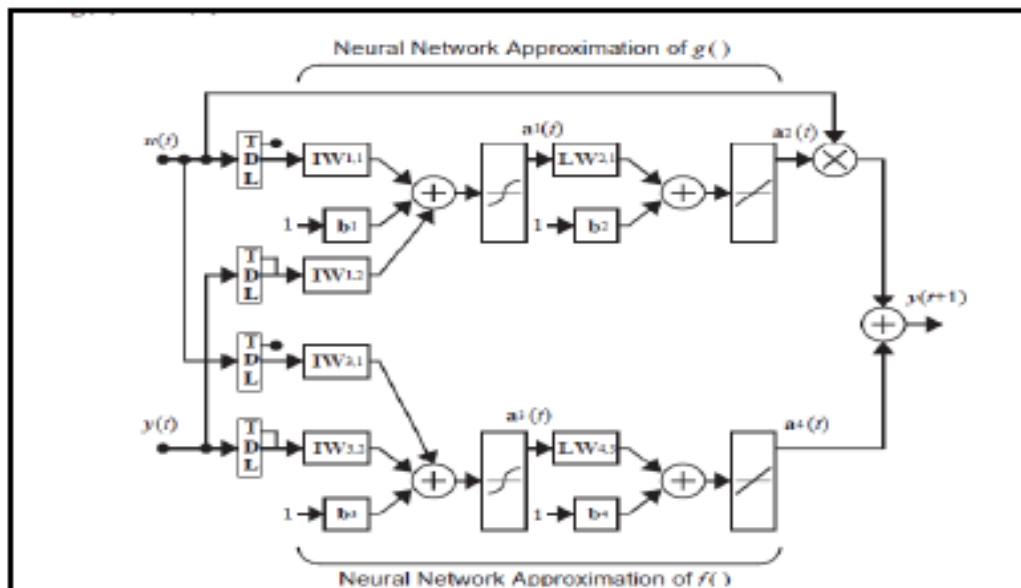 Neural Network Approximation of g ( )
a1(t)
a2 (t)
T
D
L
IW1,1
LW2,1
1
b1
1
b2
T
D
L
IW1,2
y(t+1)
T
D
L
IW3,1
y(t)
a3 (t)
a4 (t)
T
D
L
IW3,2
LW4,3
1
b3
1
b4
Neural Network Approximation of f ( )